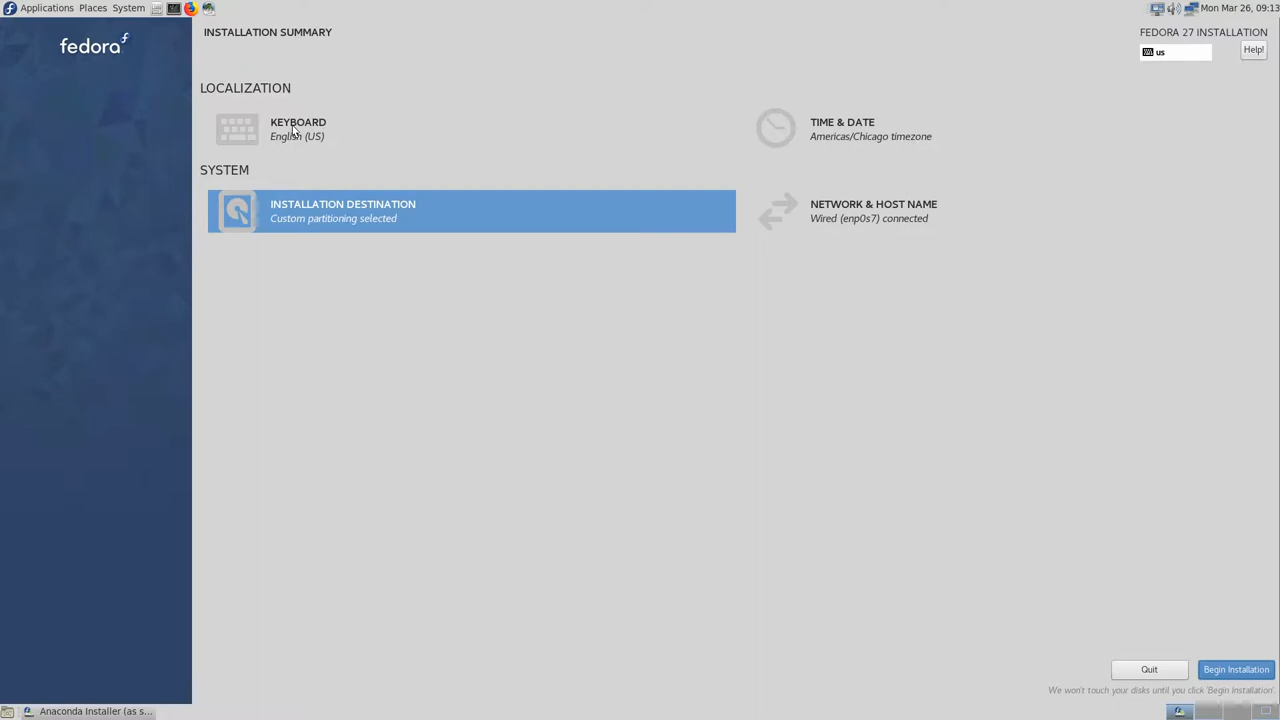 Applications Places System
Mon Mar 26, 09:13
fedora
INSTALLATION SUMMARY
FEDORA 27 INSTALLATION
us
Help!
LOCALIZATION
KEYBOARD
English (US)
TIME & DATE
Americas/Chicago timezone
SYSTEM
INSTALLATION DESTINATION
Custom partitioning selected
NETWORK & HOST NAME
Wired (enp0s7) connected
Quit
Begin Installation
We won't touch your disks until you click 'Begin Installation'.
Anaconda Installer (as s...